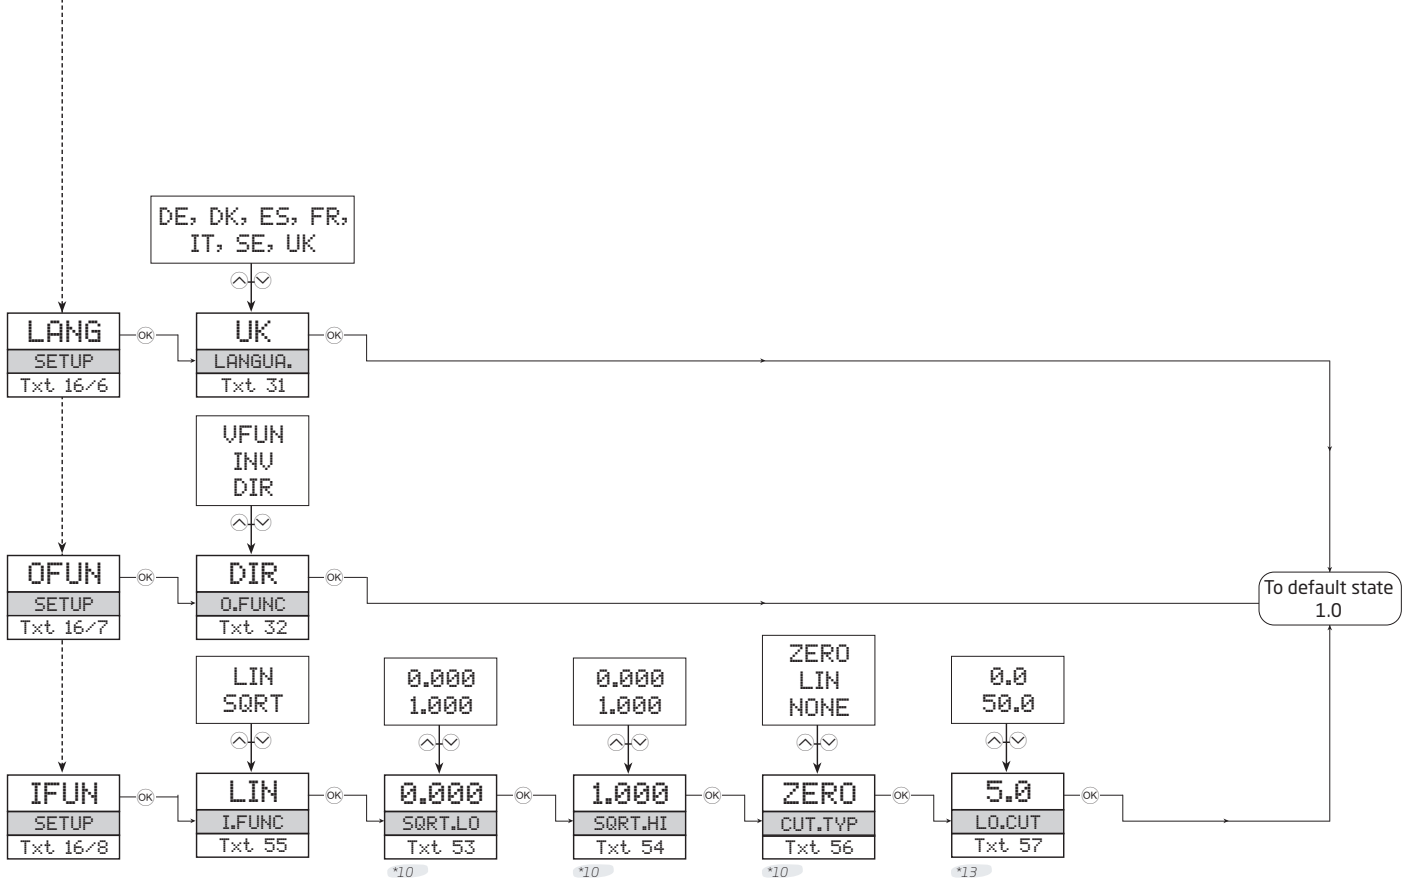 DE, DK, ES, FR,
IT, SE, UK
LANG
SETUP
Txt 16/6
OK
UK
LANGUA.
Txt 31
OK
VFUN
INV
DIR
OFUN
SETUP
Txt 16/7
OK
DIR
O.FUNC
Txt 32
OK
To default state
1.0
LIN
SQRT
0.000
1.000
0.000
1.000
ZERO
LIN
NONE
0.0
50.0
IFUN
SETUP
Txt 16/8
OK
LIN
I.FUNC
Txt 55
OK
0.000
SQRT.LO
Txt 53
*10
OK
1.000
SQRT.HI
Txt 54
*10
OK
ZERO
CUT.TYP
Txt 56
*10
OK
5.0
LO.CUT
Txt 57
*13
OK